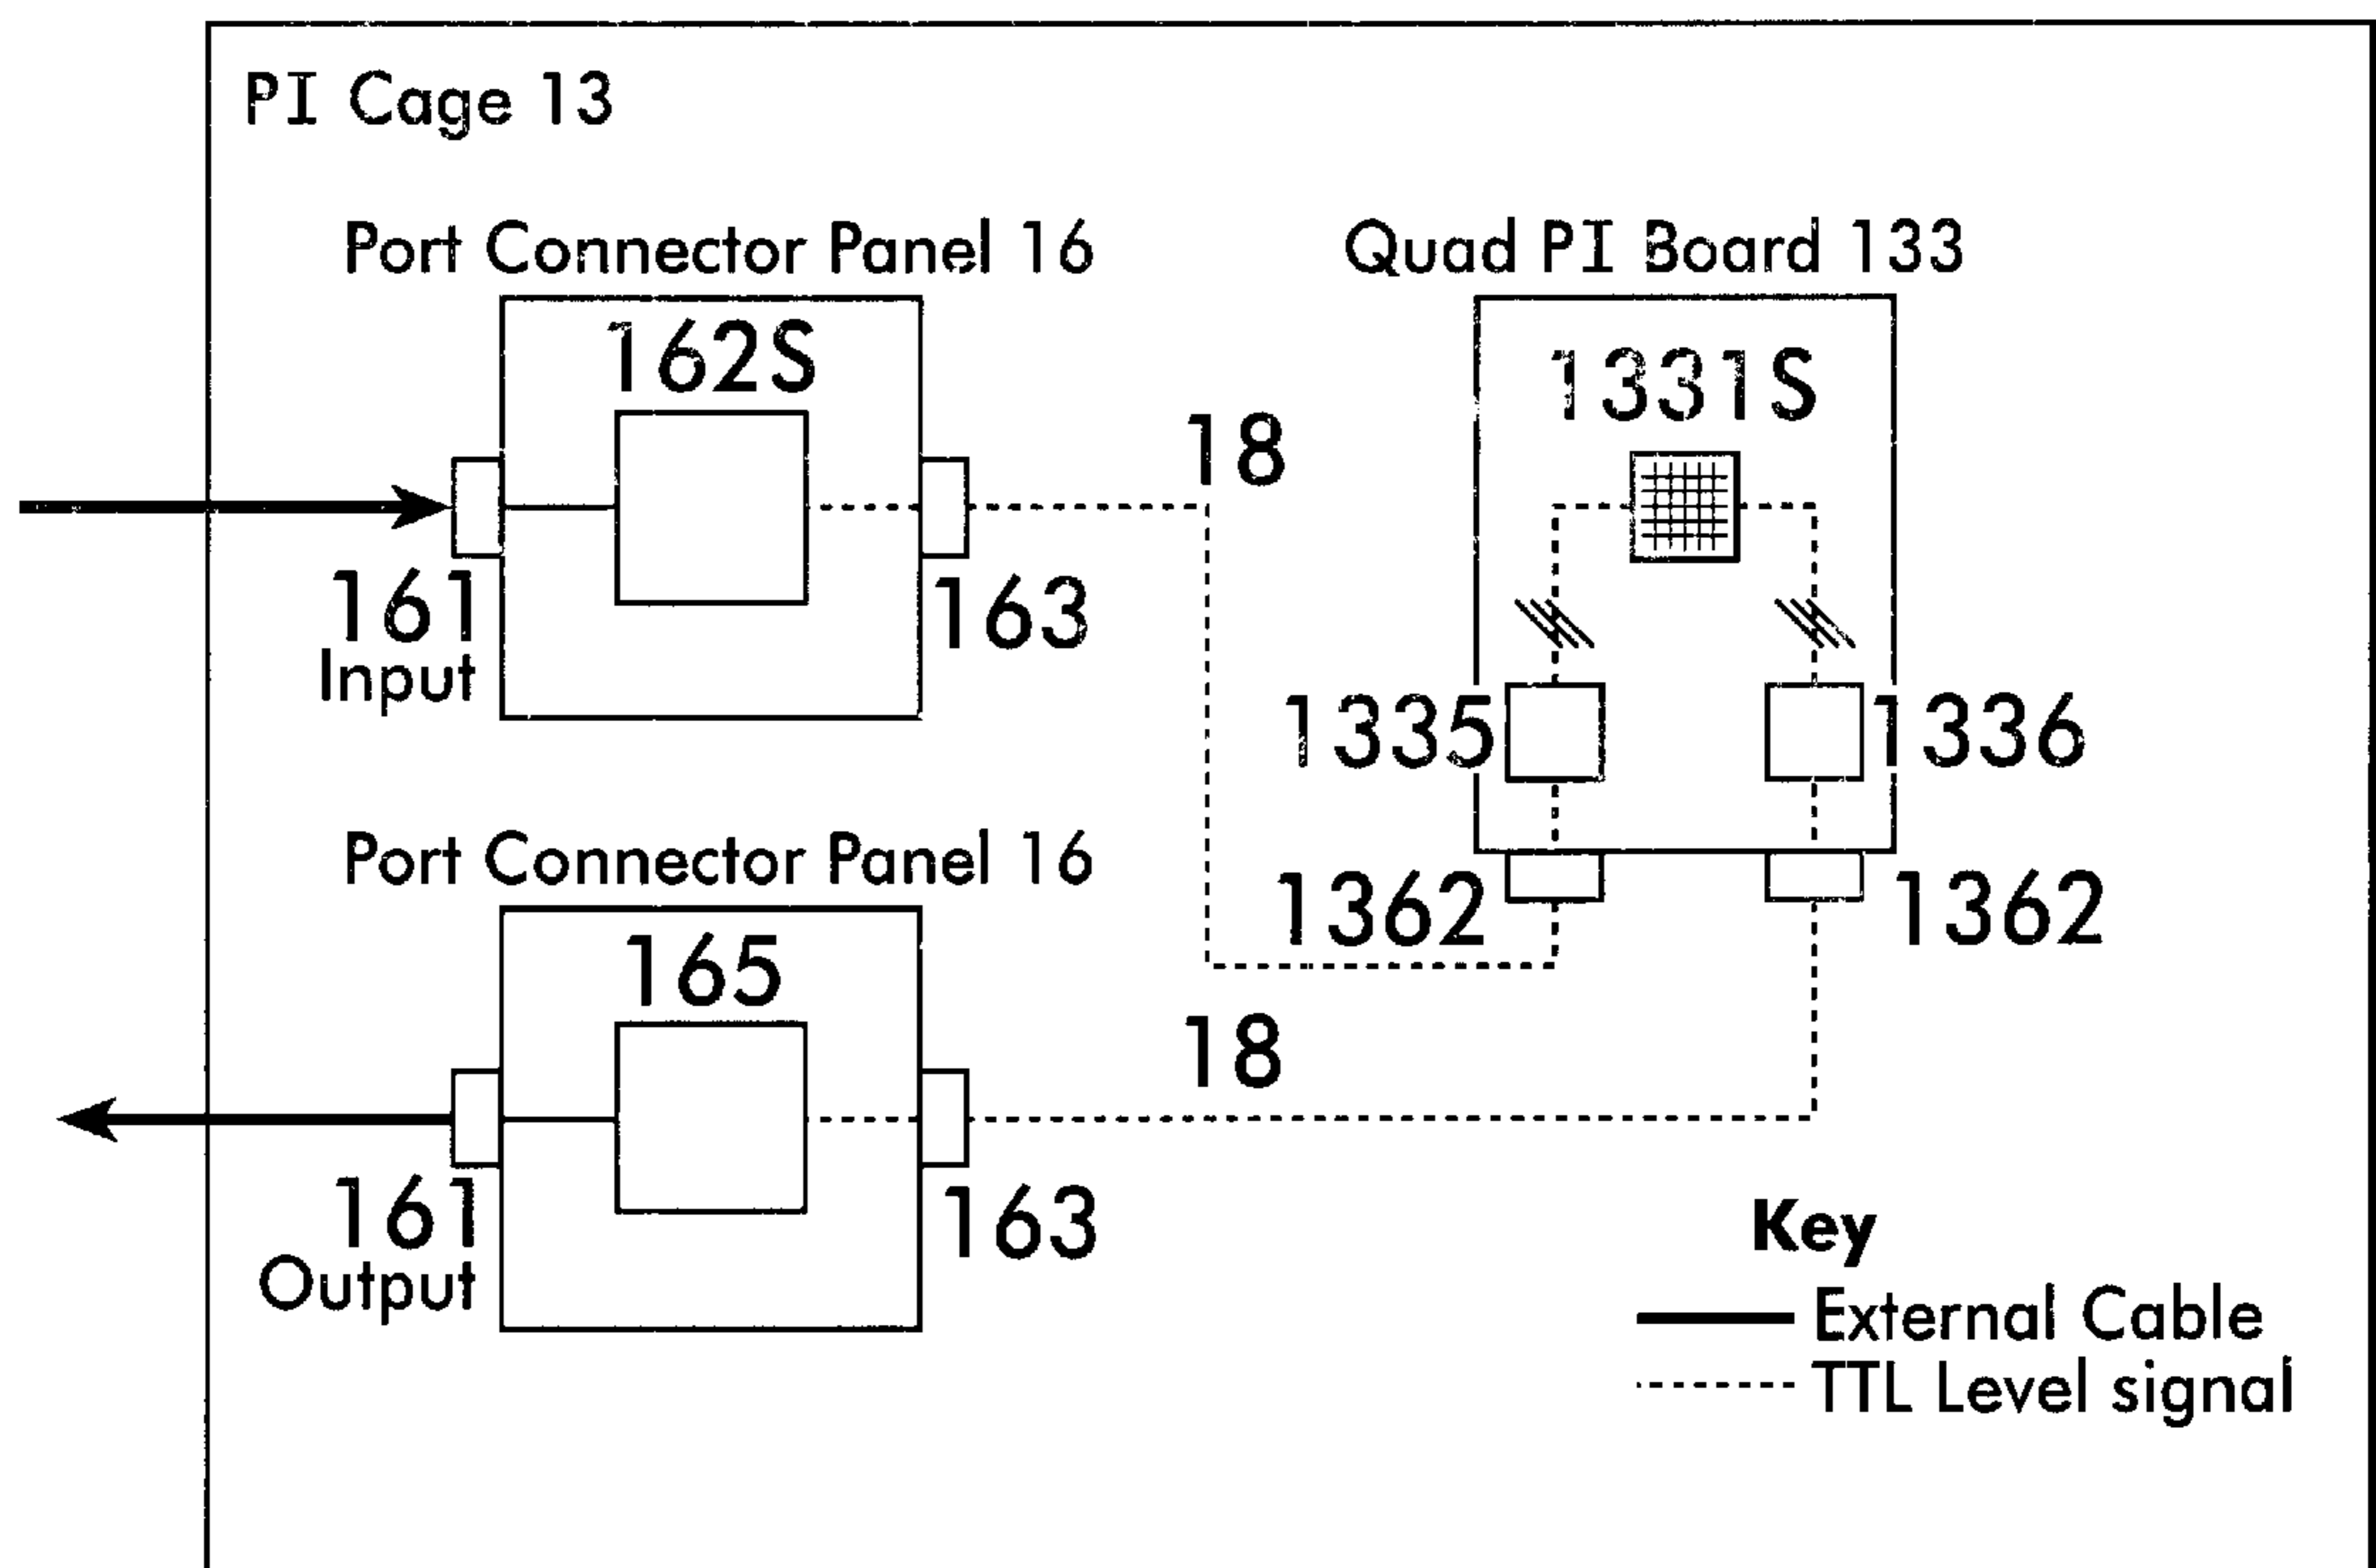 PI Cage 13
Port Connector Panel 16
Quad PI Board 133
162S
1331S
18
161
Input
163
1335
1336
Port Connector Panel 16
1362
1362
165
18
161
Output
163
Key
External Cable
TTL Level signal